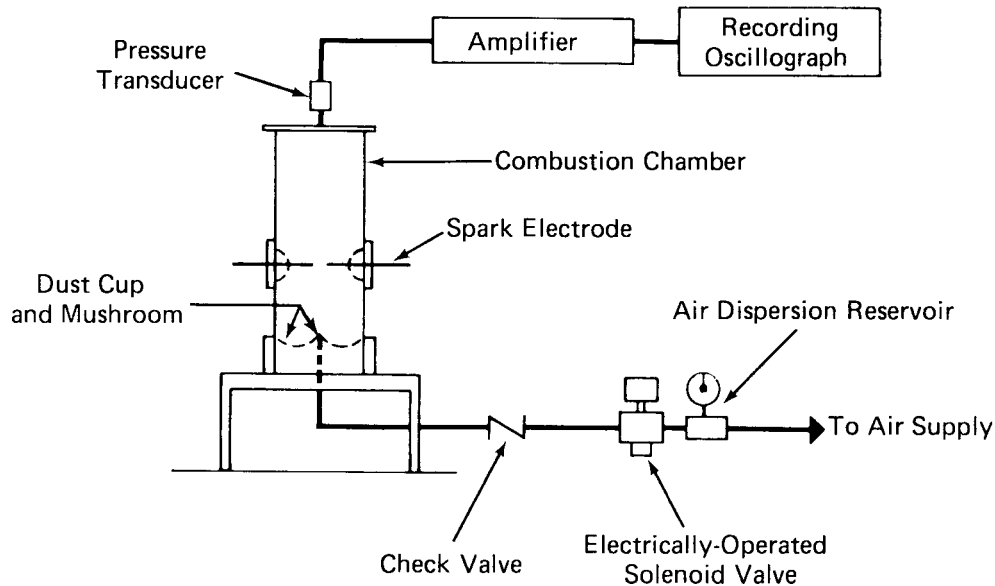 Pressure
Transducer
Amplifier
Recording
Oscillograph
Combustion Chamber
Spark Electrode
Dust Cup
and Mushroom
Air Dispersion Reservoir
To Air Supply
Check Valve
Electrically-Operated
Solenoid Valve